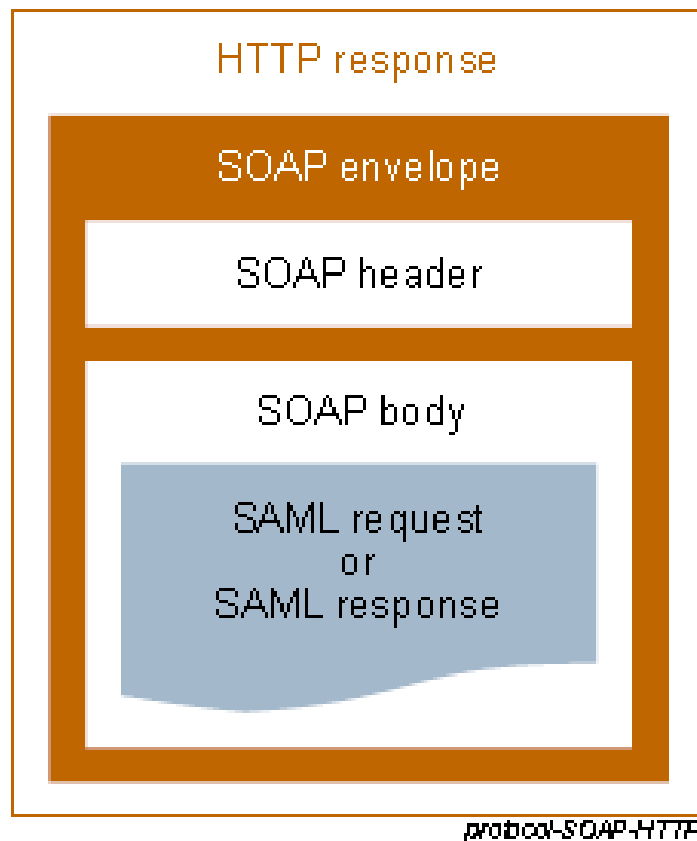 HTTP response
SOAP envelope
SOAP header
SOAP body
SAML request
or
SAML response
protocol-SOAP-HTTP